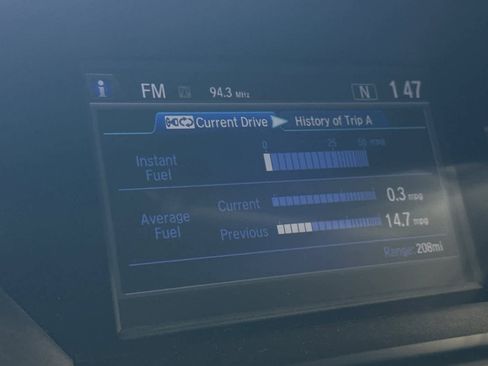 i FM 94.3 MHz N 1 47
Current Drive History of Trip A
0 25 50 mpg
Instant
Fuel
Current 0.3 mpg
Average
Fuel
Previous 14.7 mpg
Range: 208mi